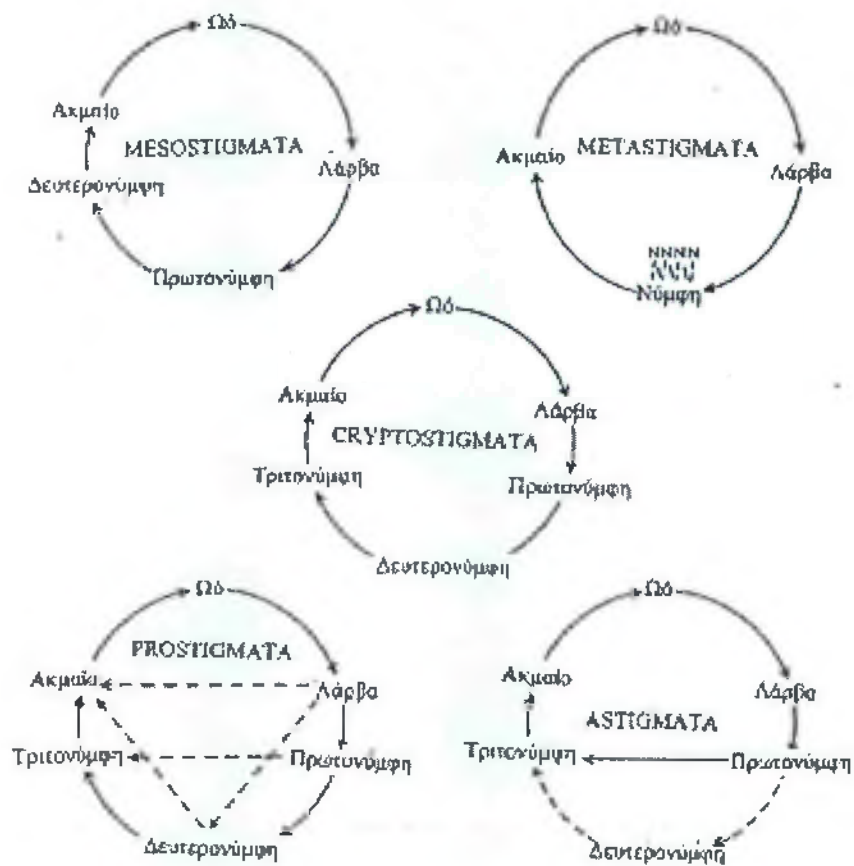 Ωό
Ακμαίο
MESOSTIGMATA
Λάρβα
Δευτερονύμφη
Πρωτονύμφη
Ωό
Ακμαίο
METASTIGMATA
Λάρβα
NNNN
Νύμφη
Ωό
Ακμαίο
Λάρβα
CRYPTOSTIGMATA
Τριτονύμφη
Πρωτονύμφη
Δευτερονύμφη
Ωό
PROSTIGMATA
Ακμαίο
Λάρβα
Τριτονύμφη
Πρωτονύμφη
Δευτερονύμφη
Ωό
Ακμαίο
Λάρβα
ASTIGMATA
Τριτονύμφη
Πρωτονύμφη
Δευτερονύμφη